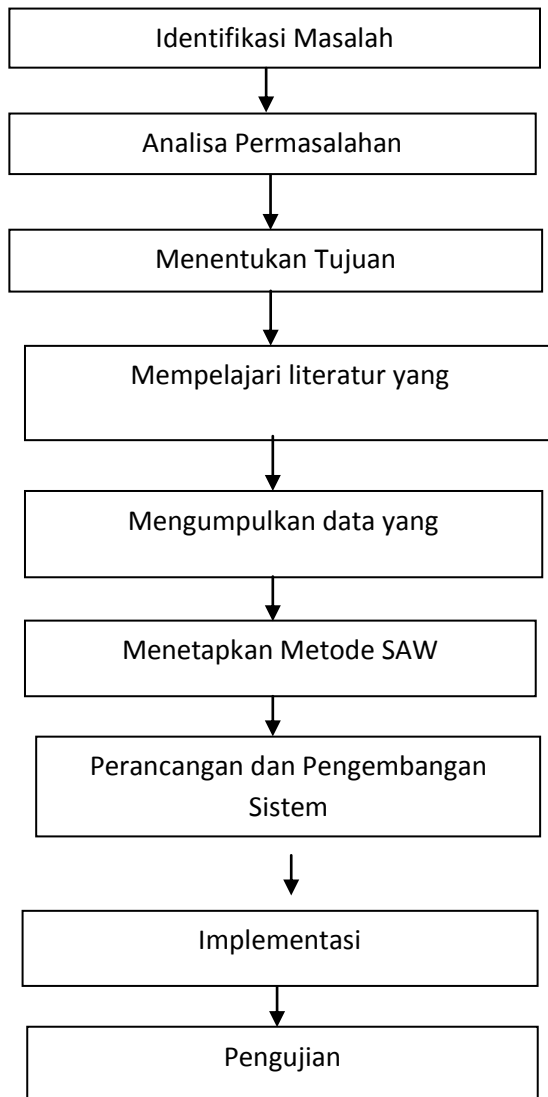 Identifikasi Masalah
Analisa Permasalahan
Menentukan Tujuan
Mempelajari literatur yang
Mengumpulkan data yang
Menetapkan Metode SAW
Perancangan dan Pengembangan
Sistem
Implementasi
Pengujian